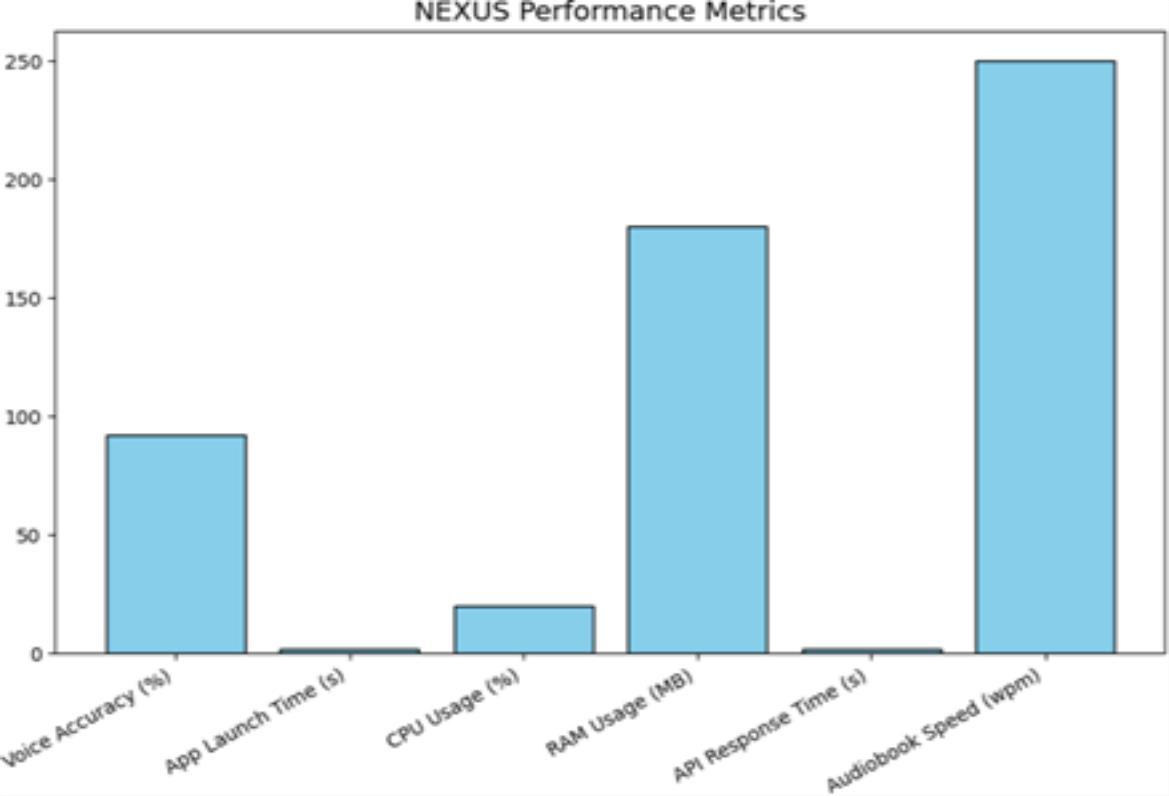 NEXUS Performance Metrics
250
200
150
100
50
0
Voice Accuracy (%)
App Launch Time (s)
CPU Usage (%)
RAM Usage (MB)
API Response Time (s)
Audiobook Speed (wpm)